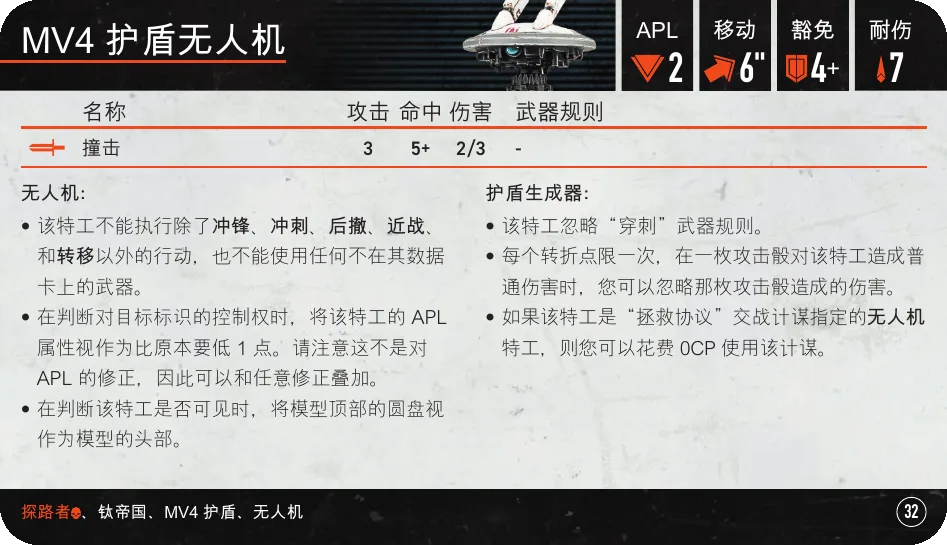 MV4 护盾无人机
APL 移动 豁免 耐伤
2 6" 4+ 7
名称 攻击 命中 伤害 武器规则
撞击 3 5+ 2/3 -
无人机：
• 该特工不能执行除了冲锋、冲刺、后撤、近战、
和转移以外的行动，也不能使用任何不在其数据
卡上的武器。
• 在判断对目标标识的控制权时，将该特工的 APL
属性视作为比原本要低 1 点。请注意这不是对
APL 的修正，因此可以和任意修正叠加。
• 在判断该特工是否可见时，将模型顶部的圆盘视
作为模型的头部。
护盾生成器：
• 该特工忽略“穿刺”武器规则。
• 每个转折点限一次，在一枚攻击骰对该特工造成普
通伤害时，您可以忽略那枚攻击骰造成的伤害。
• 如果该特工是“拯救协议”交战计谋指定的无人机
特工，则您可以花费 0CP 使用该计谋。
探路者、钛帝国、MV4 护盾、无人机
32